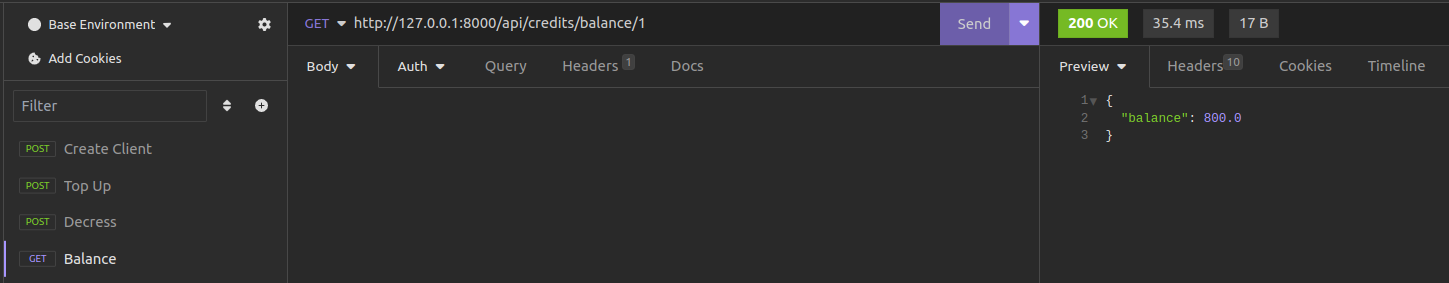 Base Environment
Add Cookies
Filter
POST Create Client
POST Top Up
POST Decress
GET Balance
GET http://127.0.0.1:8000/api/credits/balance/1 Send
Body Auth Query Headers 1 Docs
200 OK 35.4 ms 17 B
Preview Headers 10 Cookies Timeline
1 {
2 "balance": 800.0
3 }